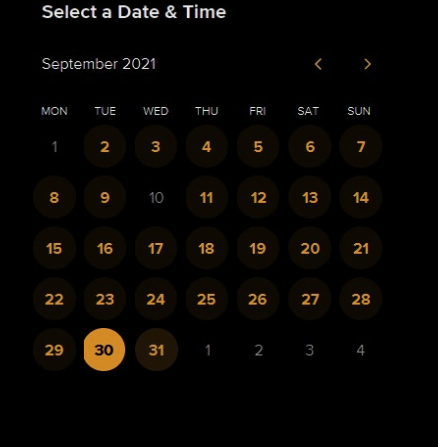 Select a Date & Time
September 2021
MON TUE WED THU FRI SAT SUN
1 2 3 4 5 6 7
8 9 10 11 12 13 14
15 16 17 18 19 20 21
22 23 24 25 26 27 28
29 30 31 1 2 3 4